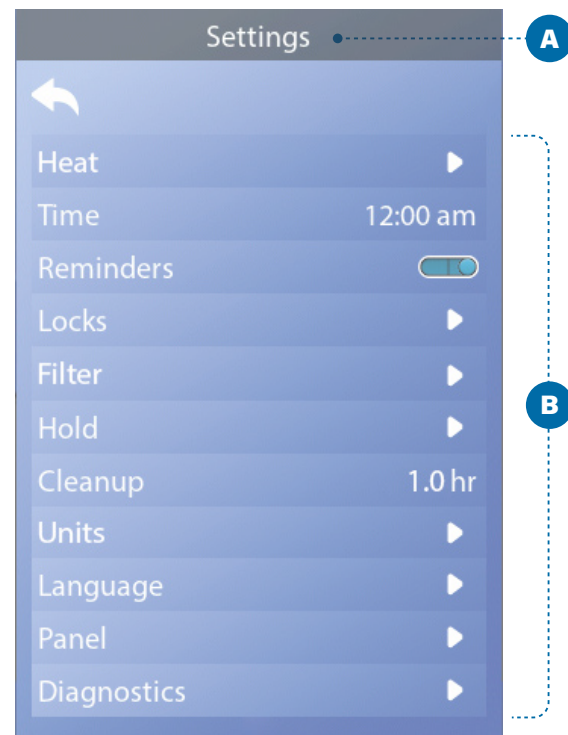 Settings
A
Heat
Time 12:00 am
Reminders
Locks
Filter
Hold
B
Cleanup 1.0 hr
Units
Language
Panel
Diagnostics